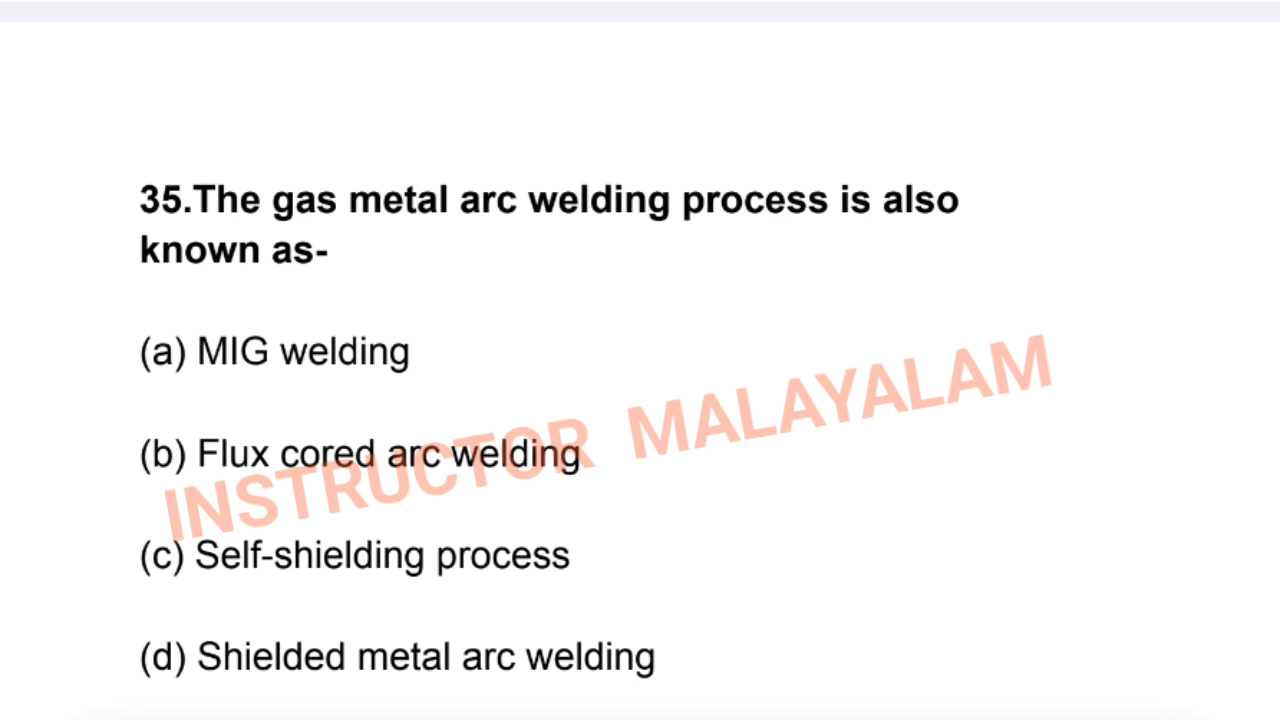 35.The gas metal arc welding process is also
known as-
(a) MIG welding
(b) Flux cored arc welding
INSTRUCTOR MALAYALAM
(c) Self-shielding process
(d) Shielded metal arc welding